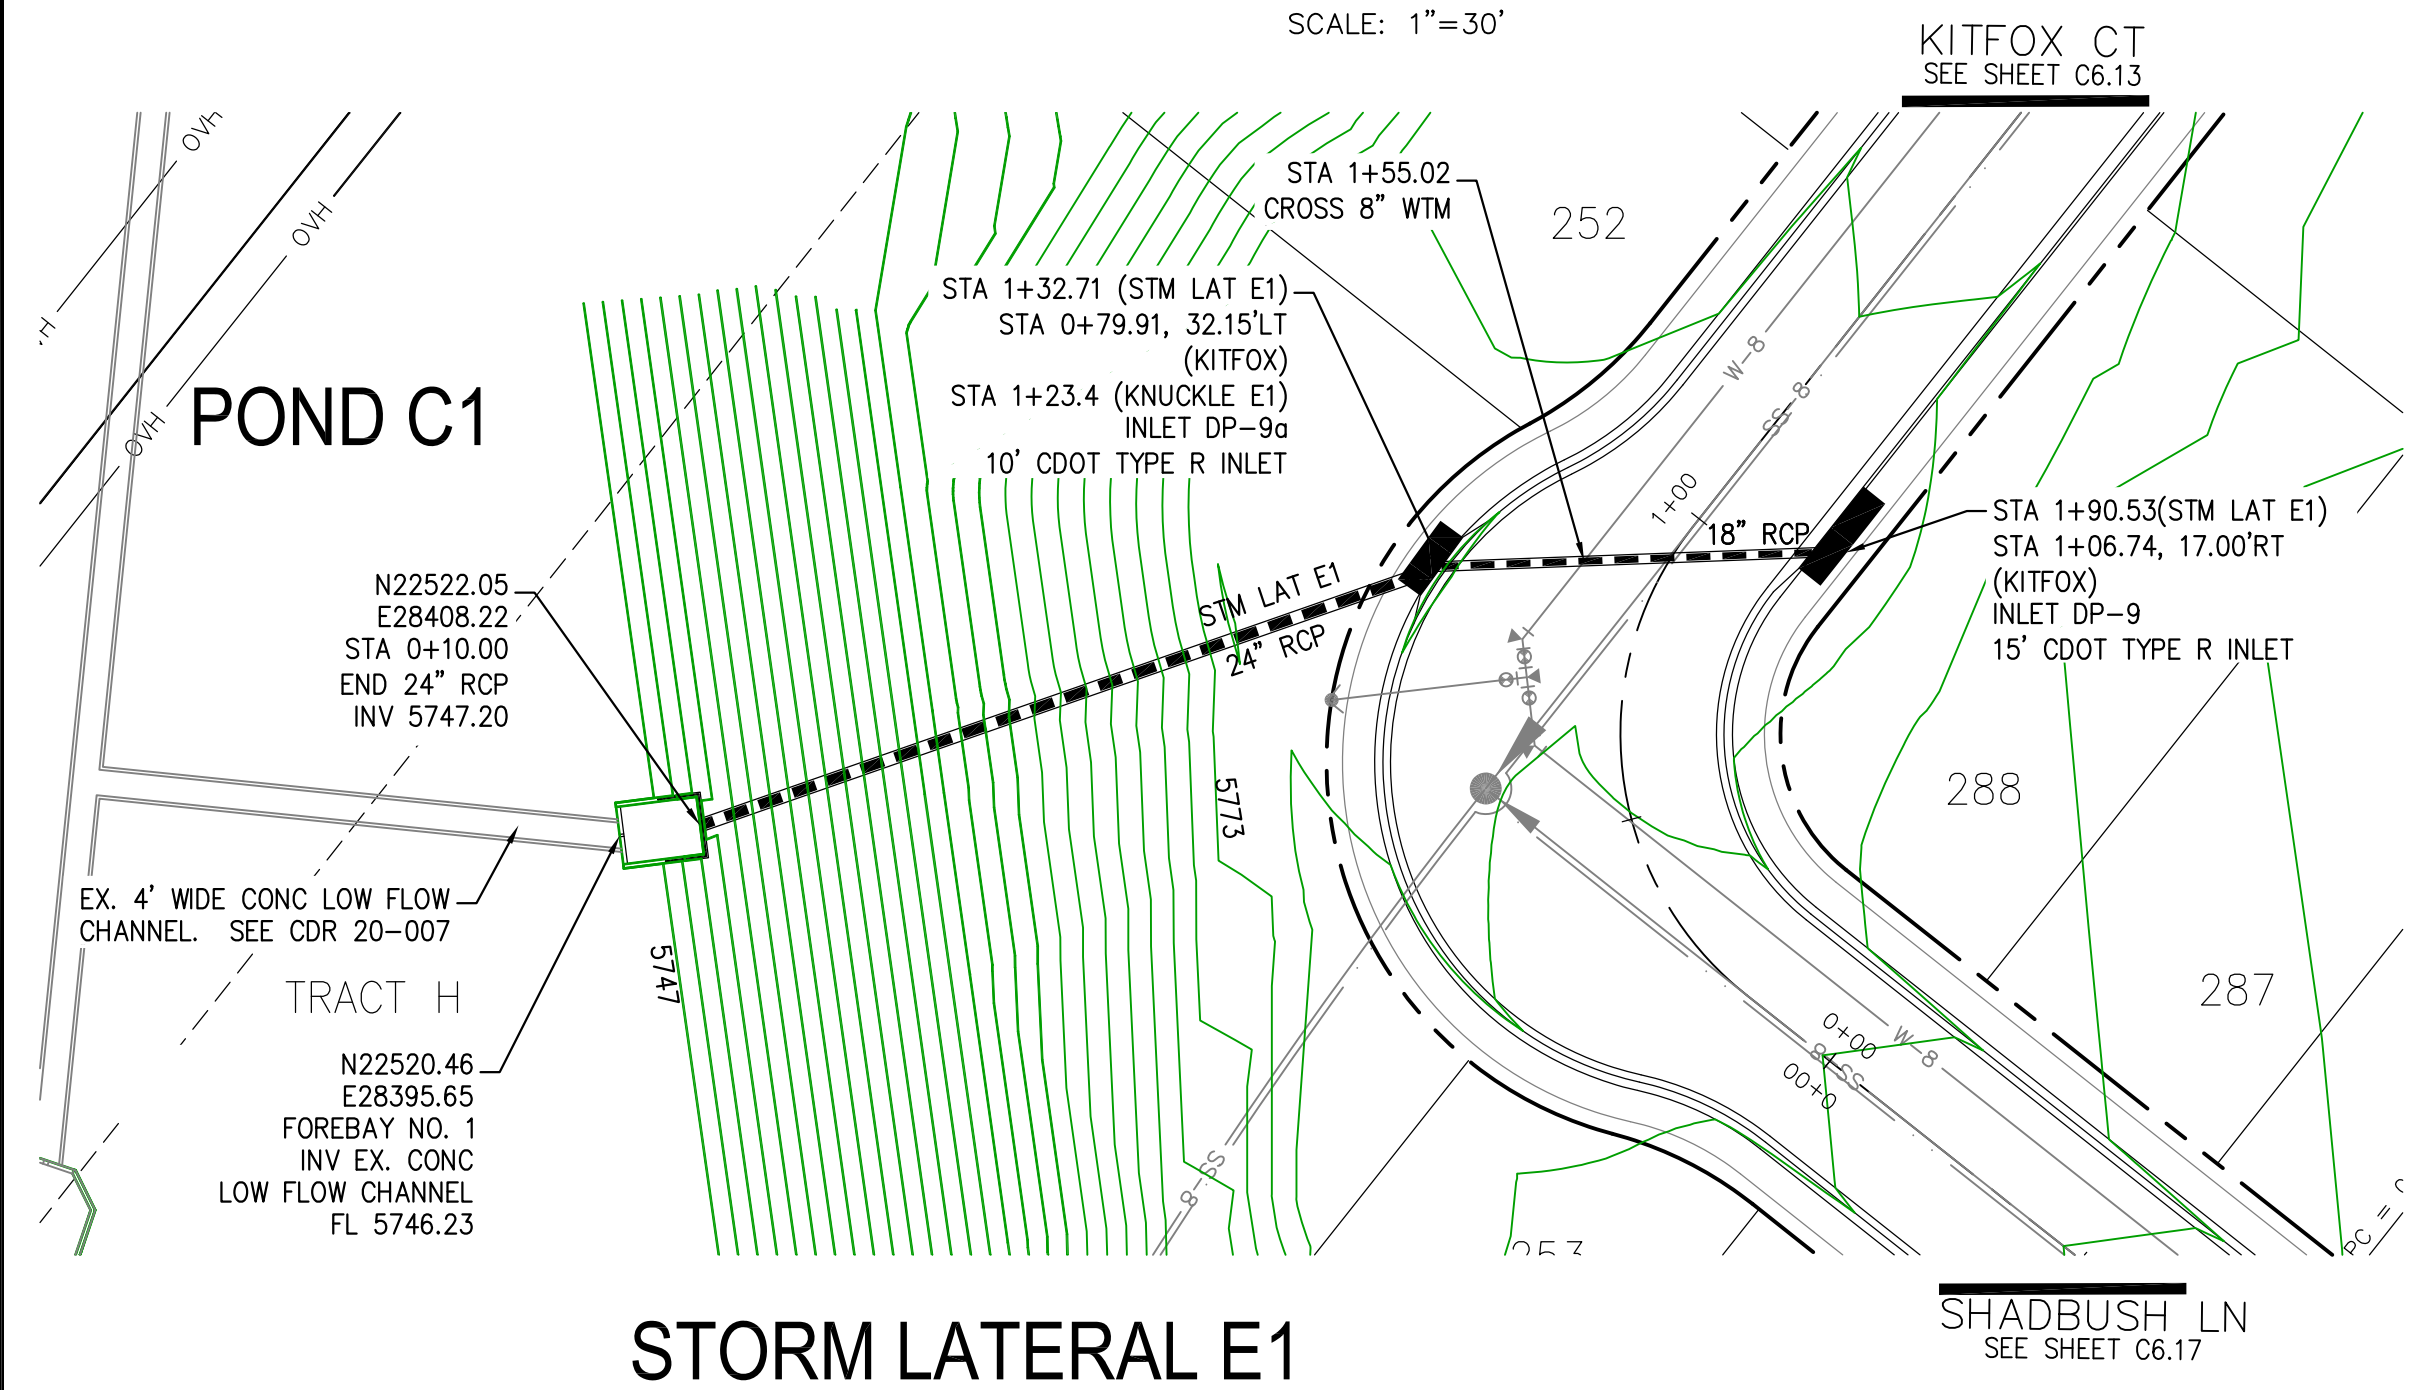 SCALE: 1"=30'
KITFOX CT
SEE SHEET C6.13
OVH
OVH
OVH
STA 1+55.02
CROSS 8" WTM
252
STA 1+32.71 (STM LAT E1)
STA 0+79.91, 32.15'LT
(KITFOX)
STA 1+23.4 (KNUCKLE E1)
INLET DP-9a
10' CDOT TYPE R INLET
W-8
8-SS
POND C1
1+00
18" RCP
STA 1+90.53(STM LAT E1)
STA 1+06.74, 17.00'RT
(KITFOX)
INLET DP-9
15' CDOT TYPE R INLET
N22522.05
E28408.22
STA 0+10.00
END 24" RCP
INV 5747.20
STM LAT E1
24" RCP
5773
288
EX. 4' WIDE CONC LOW FLOW
CHANNEL. SEE CDR 20-007
5747
TRACT H
287
0+00
W-8
8-SS
0+00
N22520.46
E28395.65
FOREBAY NO. 1
INV EX. CONC
LOW FLOW CHANNEL
FL 5746.23
8-SS
253
PC =
STORM LATERAL E1
SHADBUSH LN
SEE SHEET C6.17